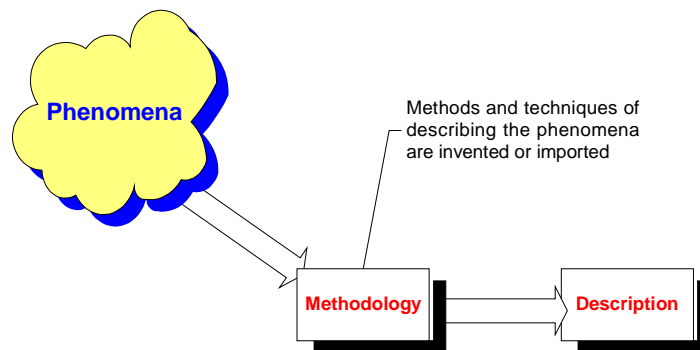 Phenomena
Methods and techniques of
describing the phenomena
are invented or imported
Methodology
Description